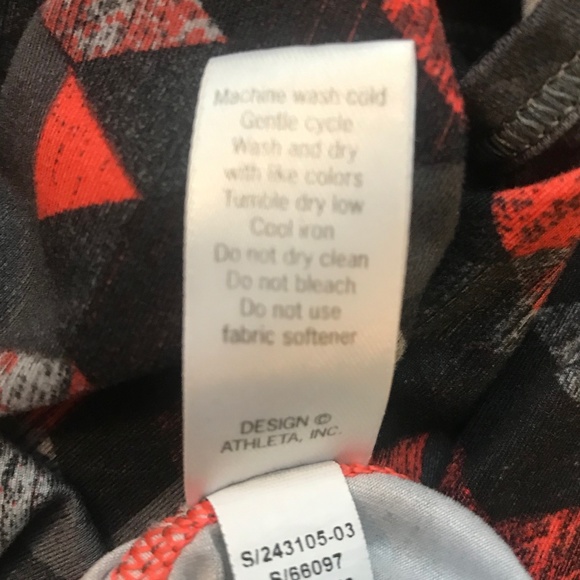 Machine wash cold
Gentle cycle
Wash and dry
with like colors
Tumble dry low
Cool iron
Do not dry clean
Do not bleach
Do not use
fabric softener
DESIGN ©
ATHLETA, INC.
S/243105-03
S/66097